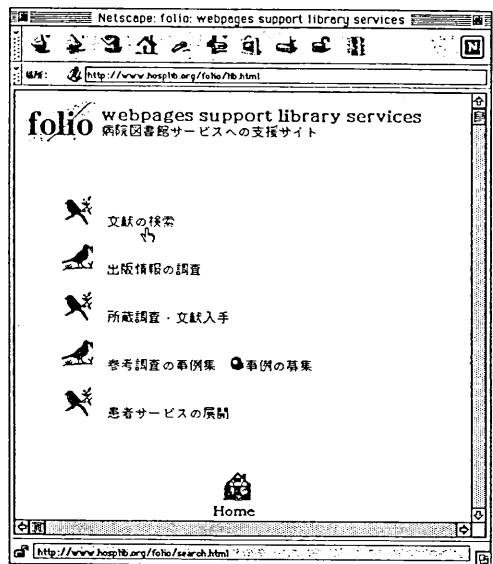 Netscape: folio: webpages support library services
場所: http://www.hosplib.org/folio/lib.html
folio webpages support library services
病院図書館サービスへの支援サイト
文献の検索
出版情報の調査
所蔵調査・文献入手
参考調査の事例集 事例の募集
患者サービスの展開
Home
http://www.hosplib.org/folio/search.html